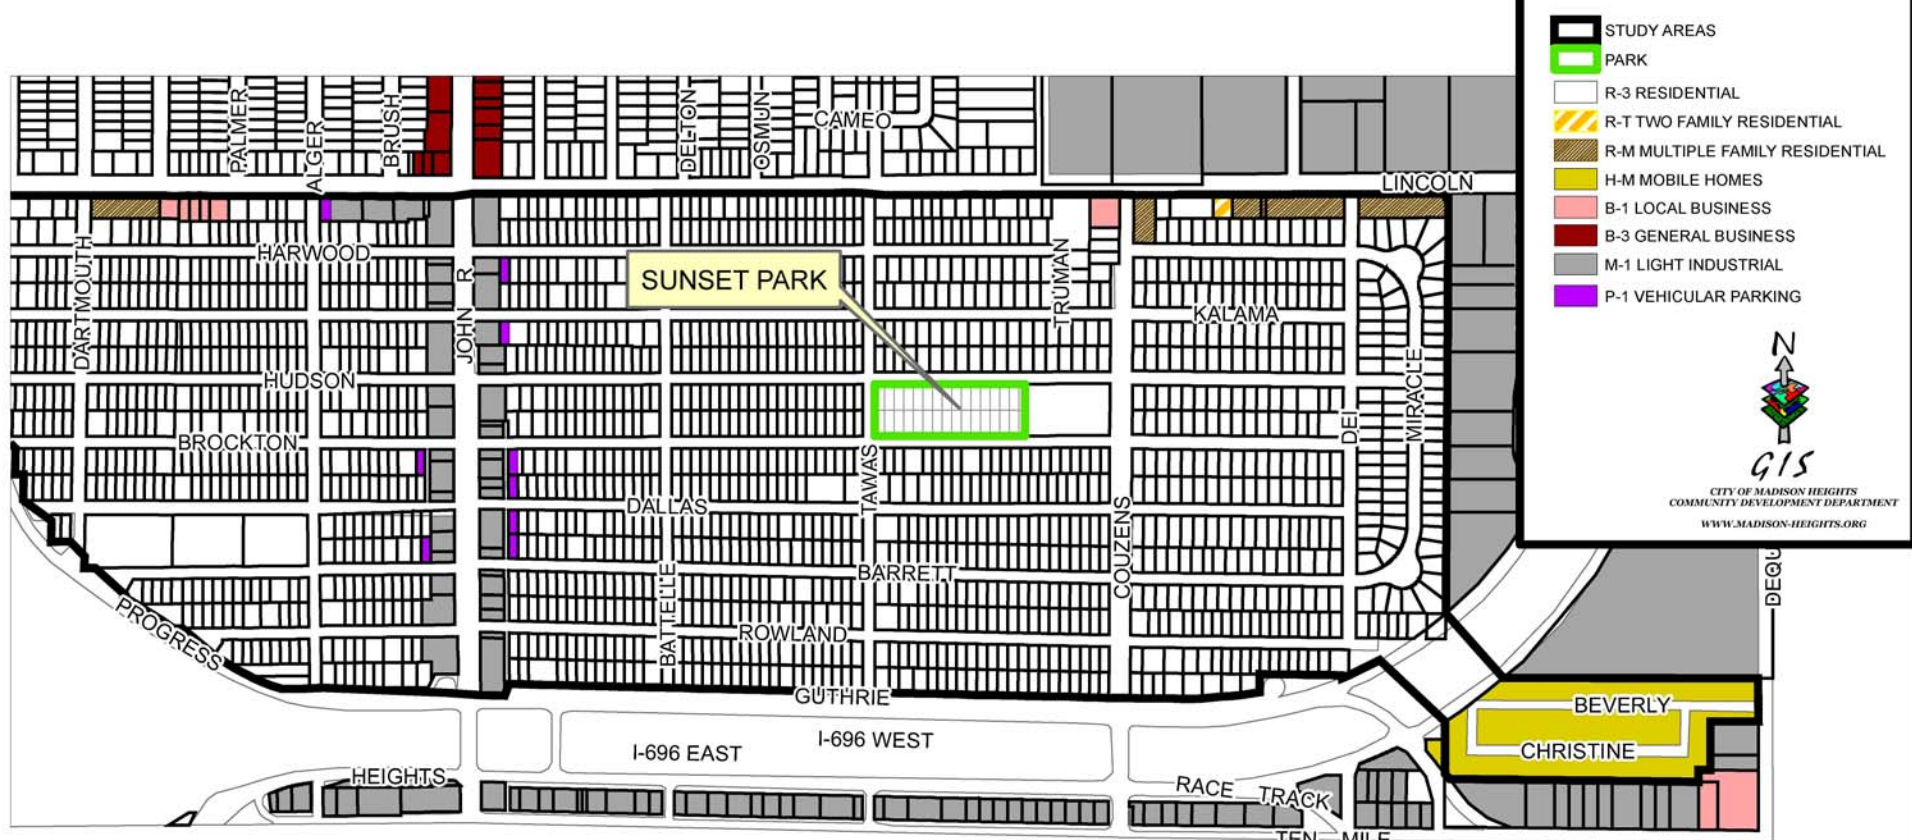 STUDY AREAS
PARK
R-3 RESIDENTIAL
R-T TWO FAMILY RESIDENTIAL
R-M MULTIPLE FAMILY RESIDENTIAL
H-M MOBILE HOMES
B-1 LOCAL BUSINESS
B-3 GENERAL BUSINESS
M-1 LIGHT INDUSTRIAL
P-1 VEHICULAR PARKING
N
GIS
CITY OF MADISON HEIGHTS
COMMUNITY DEVELOPMENT DEPARTMENT
WWW.MADISON-HEIGHTS.ORG
PALMER
ALGER
BRUSH
DELTON
OSMUN
CAMEO
LINCOLN
DARTMOUTH
HARWOOD
JOHN R
SUNSET PARK
TRUMAN
KALAMA
HUDSON
MIRACLE
DEI
BROCKTON
TAWAS
DALLAS
COUZENS
BATTELLE
BARRETT
DEQU
PROGRESS
ROWLAND
GUTHRIE
BEVERLY
I-696 WEST
I-696 EAST
CHRISTINE
HEIGHTS
RACE TRACK
TEN MILE